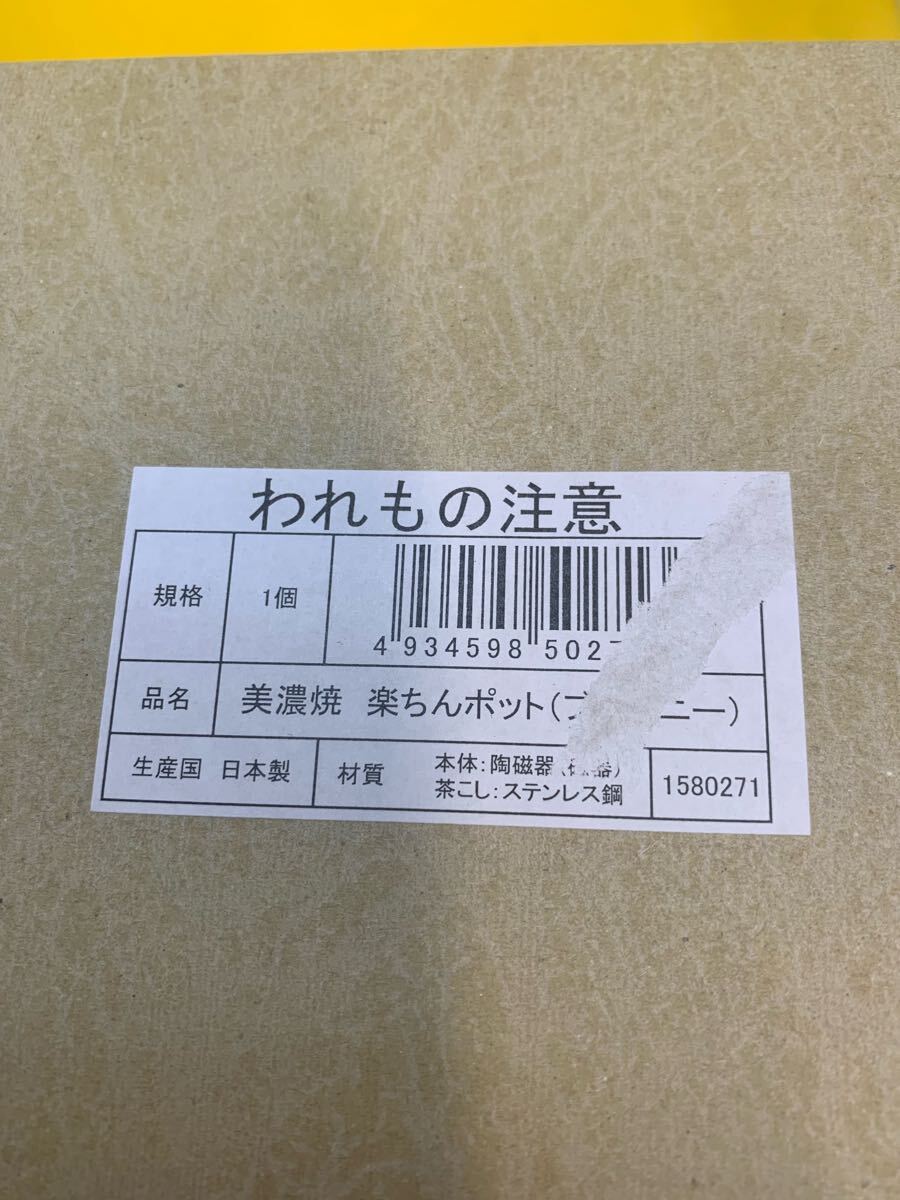 われもの注意
規格 1個
4 934598 502
品名 美濃焼 楽ちんポット( ニー)
生産国 日本製 材質 本体:陶磁器(
茶こし:ステンレス鋼
1580271